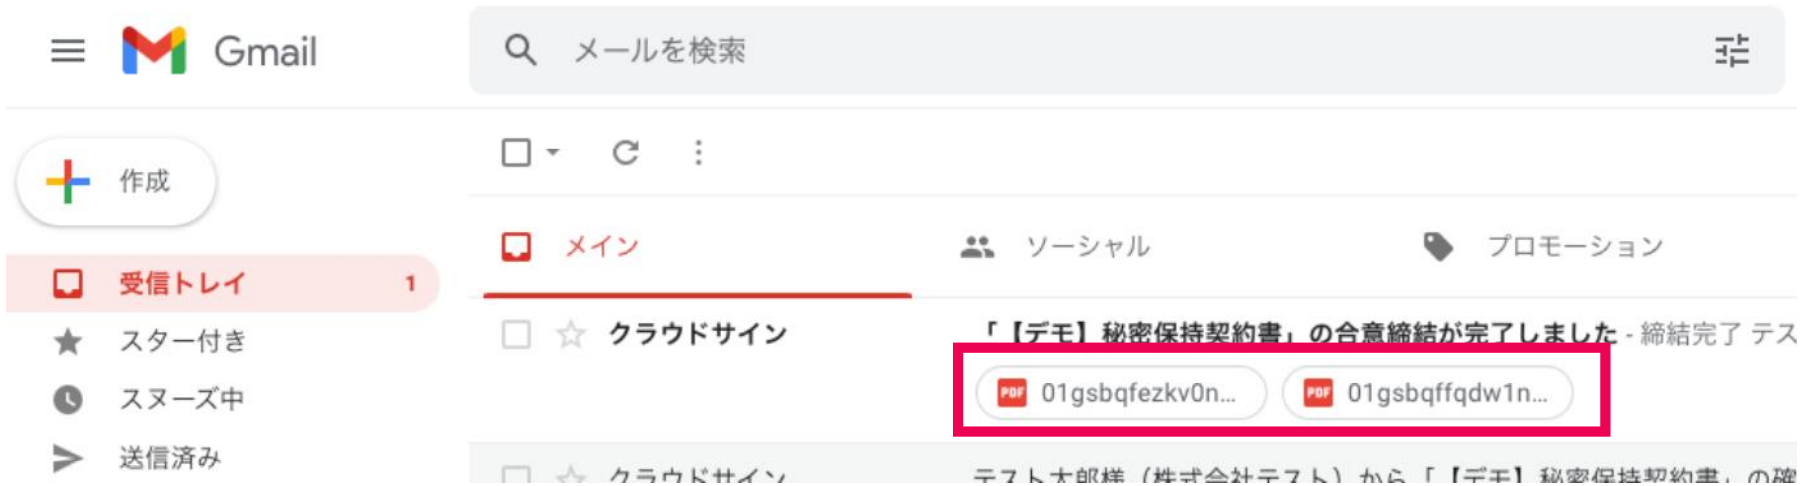 Gmail
メールを検索
作成
メイン
ソーシャル
プロモーション
受信トレイ 1
スター付き
スヌーズ中
送信済み
クラウドサイン 「【デモ】秘密保持契約書」の合意締結が完了しました - 締結完了 テス
PDF 01gsbqfezkv0n... PDF 01gsbqffqdw1n...
クラウドサイン テスト太郎様（株式会社テスト）から「【デモ】秘密保持契約書」の確